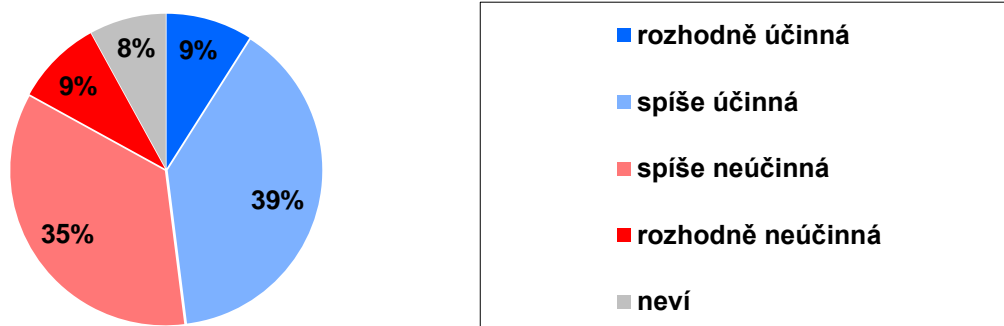 8%
9%
9%
39%
35%
rozhodně účinná
spíše účinná
spíše neúčinná
rozhodně neúčinná
neví